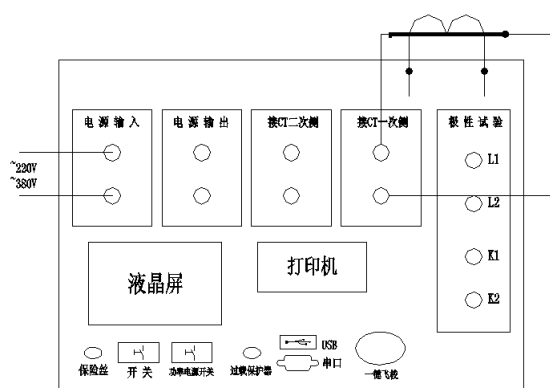 电源输入
电源输出
接CT二次侧
接CT一次侧
极性试验
~220V
~380V
L1
L2
K1
K2
液晶屏
打印机
USB
串口
保险丝
开关
功率电源开关
过载保护器
一键飞梭